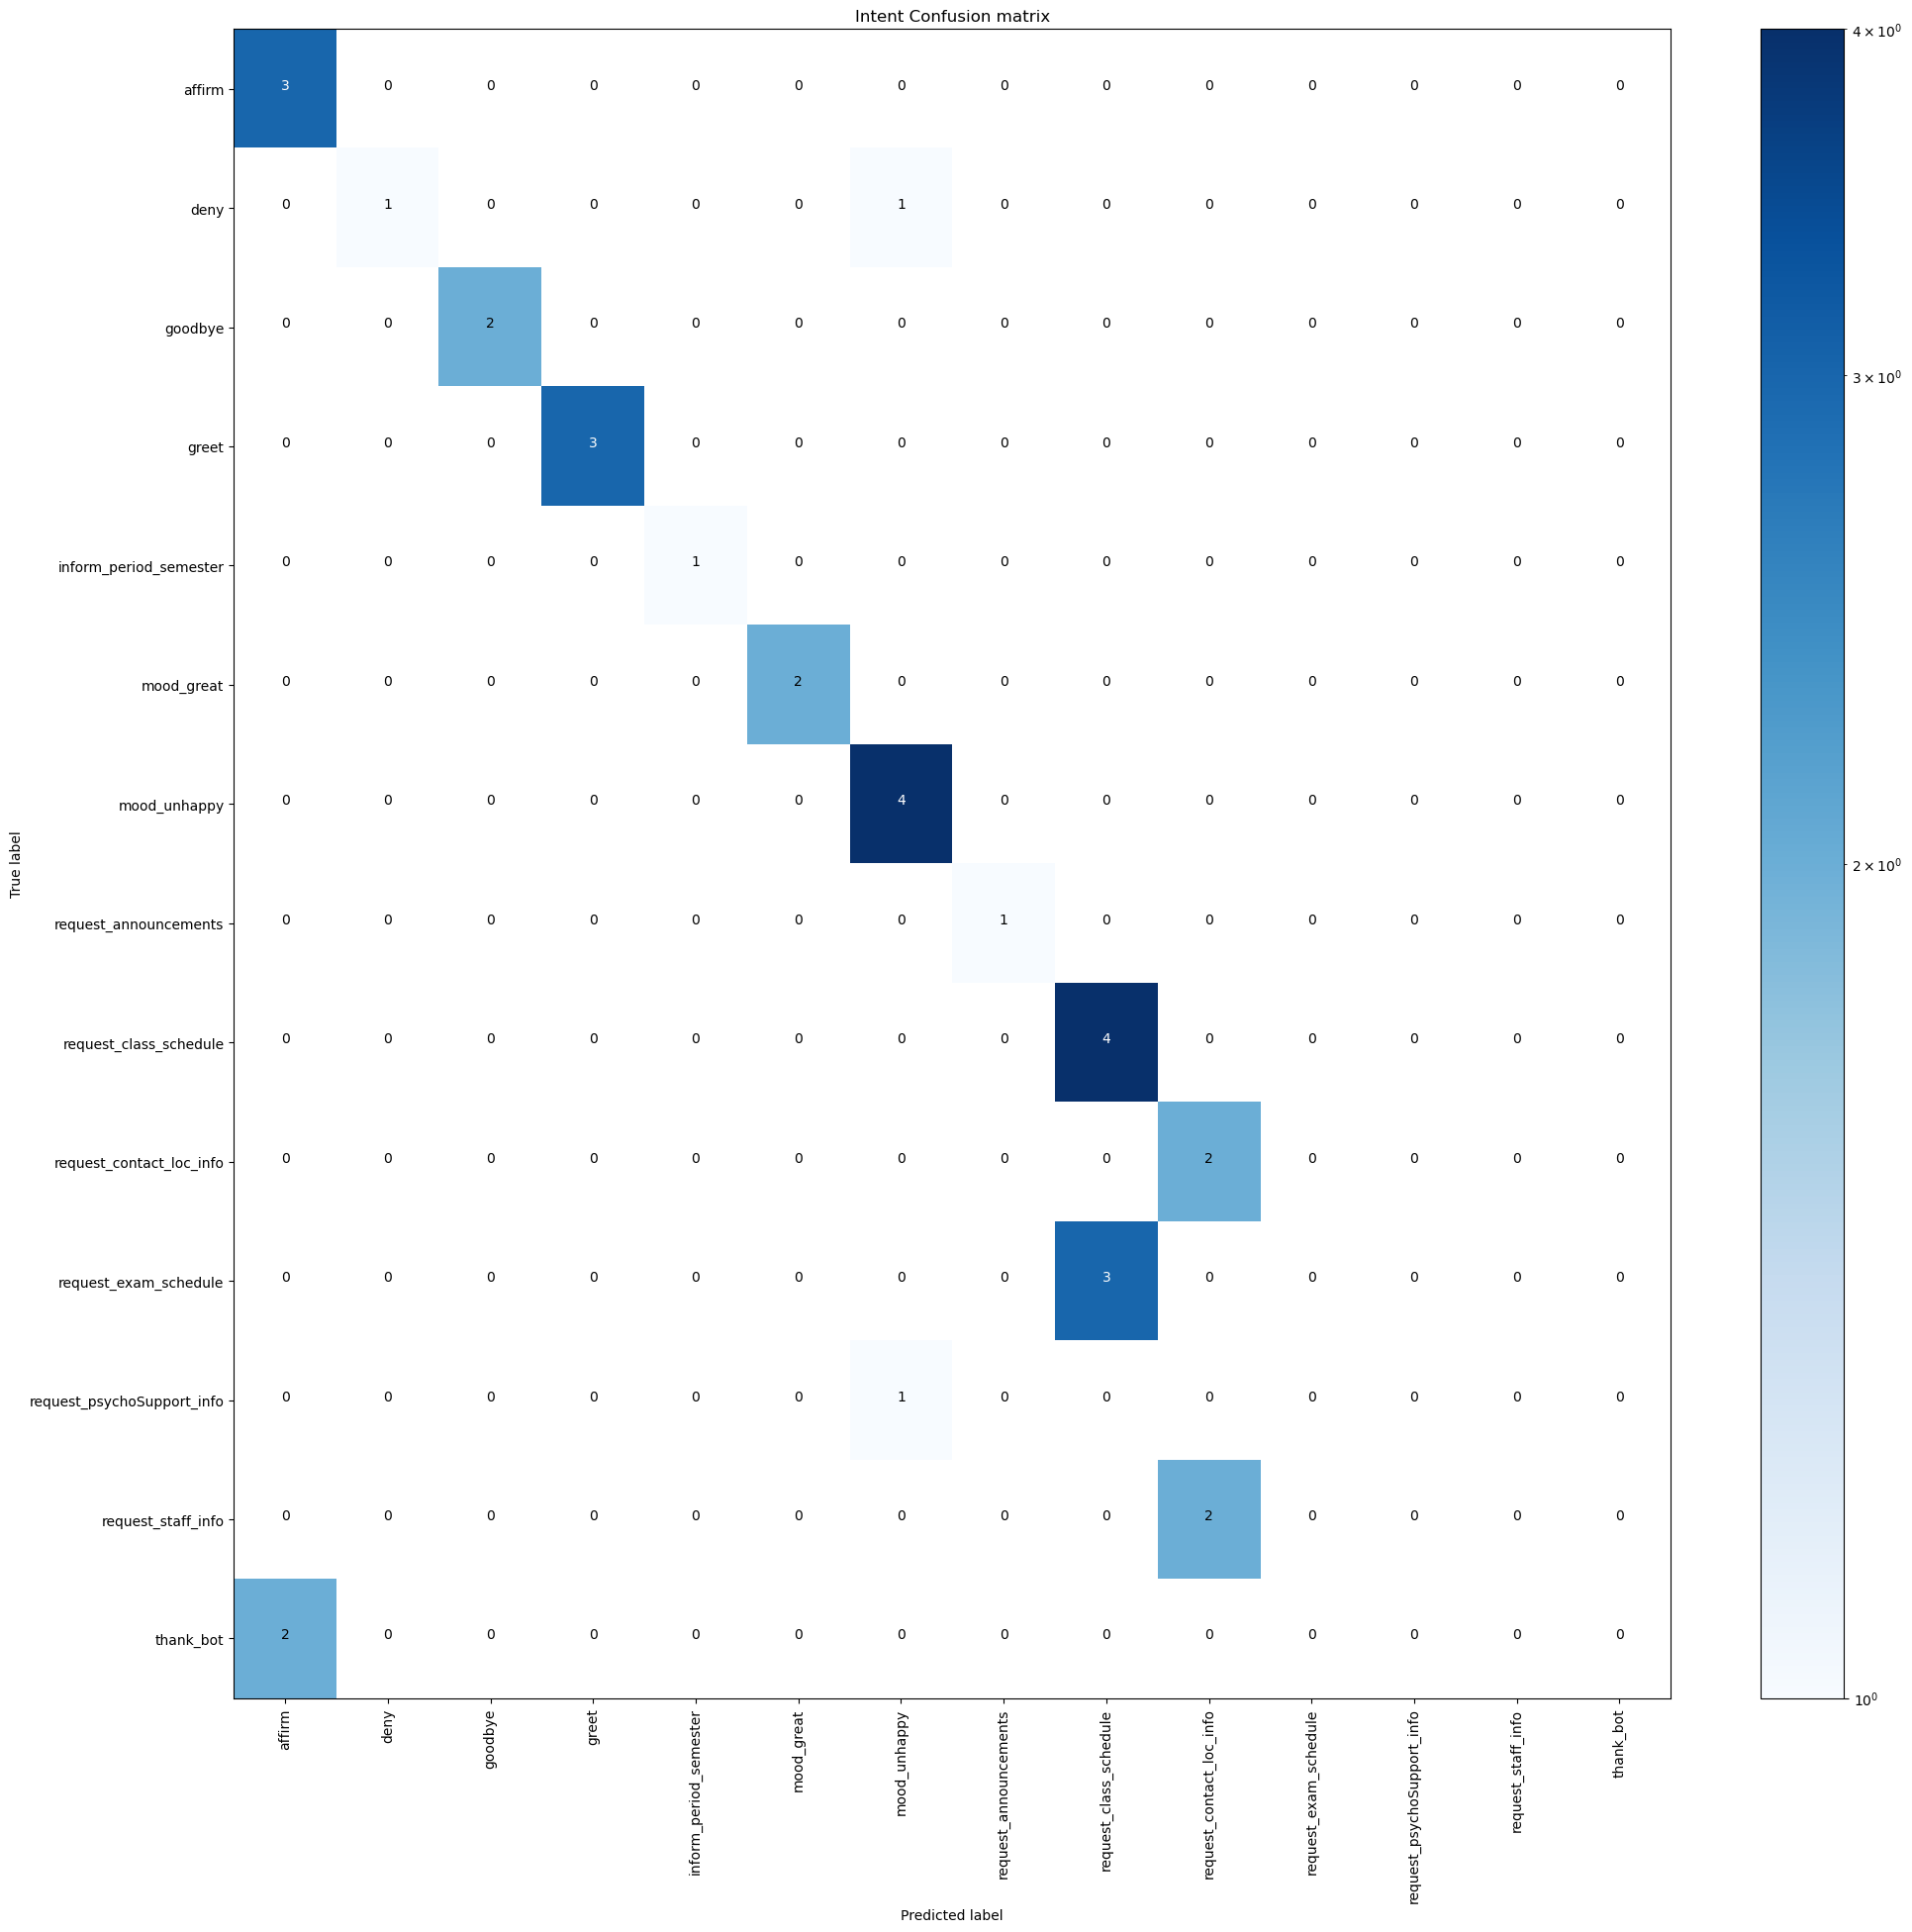 Intent Confusion matrix
affirm 3 0 0 0 0 0 0 0 0 0 0 0 0 0
deny 0 1 0 0 0 0 1 0 0 0 0 0 0 0
goodbye 0 0 2 0 0 0 0 0 0 0 0 0 0 0
greet 0 0 0 3 0 0 0 0 0 0 0 0 0 0
inform_period_semester 0 0 0 0 1 0 0 0 0 0 0 0 0 0
mood_great 0 0 0 0 0 2 0 0 0 0 0 0 0 0
mood_unhappy 0 0 0 0 0 0 4 0 0 0 0 0 0 0
True label
request_announcements 0 0 0 0 0 0 0 1 0 0 0 0 0 0
request_class_schedule 0 0 0 0 0 0 0 0 4 0 0 0 0 0
request_contact_loc_info 0 0 0 0 0 0 0 0 0 2 0 0 0 0
request_exam_schedule 0 0 0 0 0 0 0 0 3 0 0 0 0 0
request_psychoSupport_info 0 0 0 0 0 0 1 0 0 0 0 0 0 0
request_staff_info 0 0 0 0 0 0 0 0 0 2 0 0 0 0
thank_bot 2 0 0 0 0 0 0 0 0 0 0 0 0 0
affirm
deny
goodbye
greet
inform_period_semester
mood_great
mood_unhappy
request_announcements
request_class_schedule
request_contact_loc_info
request_exam_schedule
request_psychoSupport_info
request_staff_info
thank_bot
Predicted label
4 × 10⁰
3 × 10⁰
2 × 10⁰
10⁰